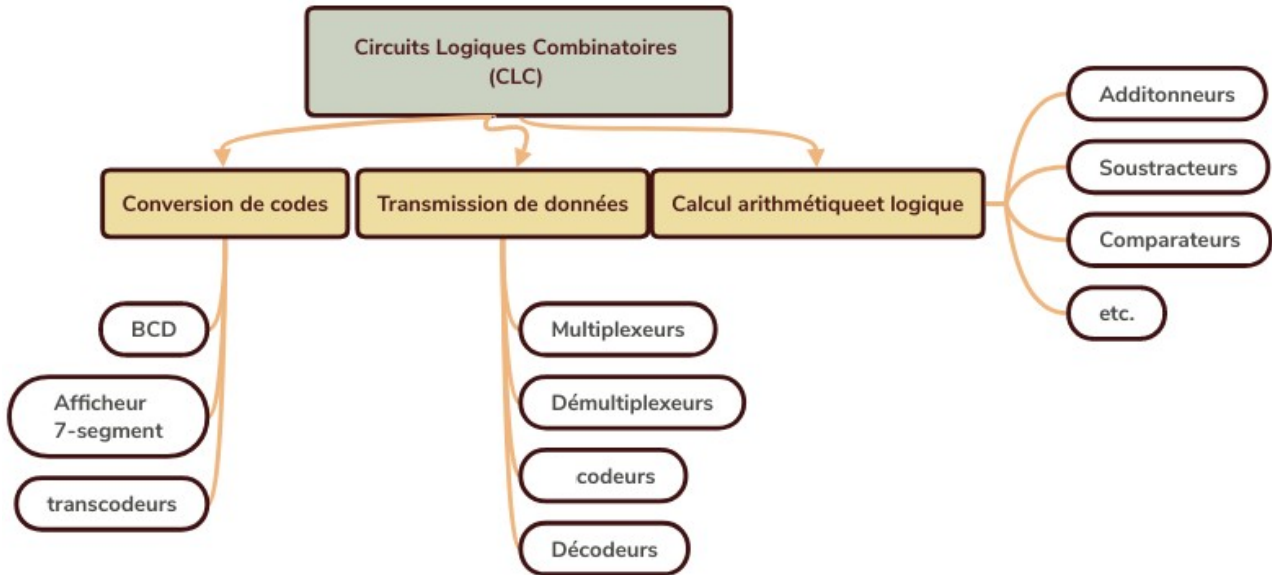 Circuits Logiques Combinatoires
(CLC)
Conversion de codes
Transmission de données
Calcul arithmétiqueet logique
Additonneurs
Soustracteurs
Comparateurs
etc.
BCD
Afficheur
7-segment
transcodeurs
Multiplexeurs
Démultiplexeurs
codeurs
Décodeurs